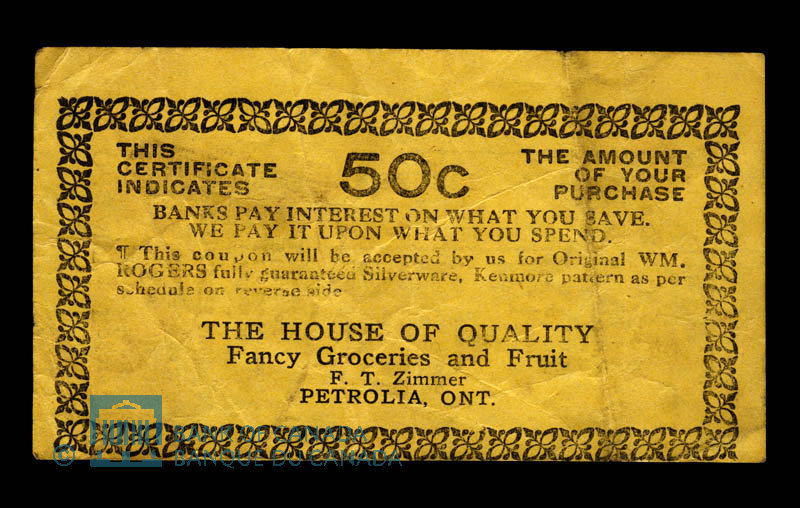 THIS
CERTIFICATE
INDICATES
50c
THE AMOUNT
OF YOUR
PURCHASE
BANKS PAY INTEREST ON WHAT YOU SAVE.
WE PAY IT UPON WHAT YOU SPEND.
¶ This coupon will be accepted by us for Original WM.
ROGERS fully guaranteed Silverware, Kenmore pattern as per
schedule on reverse side
THE HOUSE OF QUALITY
Fancy Groceries and Fruit
F. T. Zimmer
PETROLIA, ONT.
© BANK OF CANADA
BANQUE DU CANADA